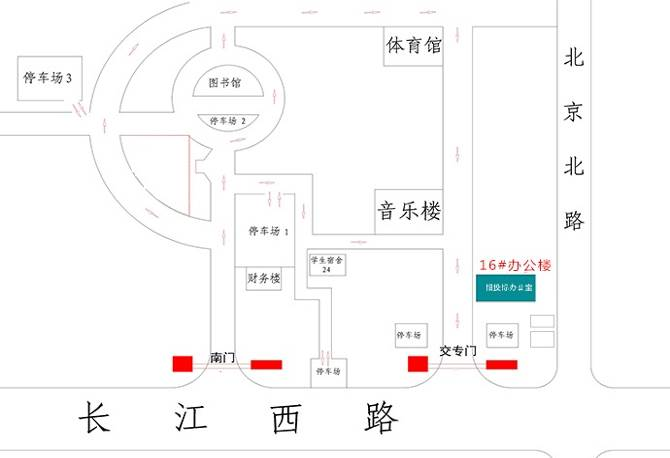 体育馆
北京北路
停车场 3
图书馆
停车场 2
音乐楼
停车场 1
学生宿舍
24
16#办公楼
财务楼
招投标办公室
停车场
停车场
南门
交专门
停车场
长江西路